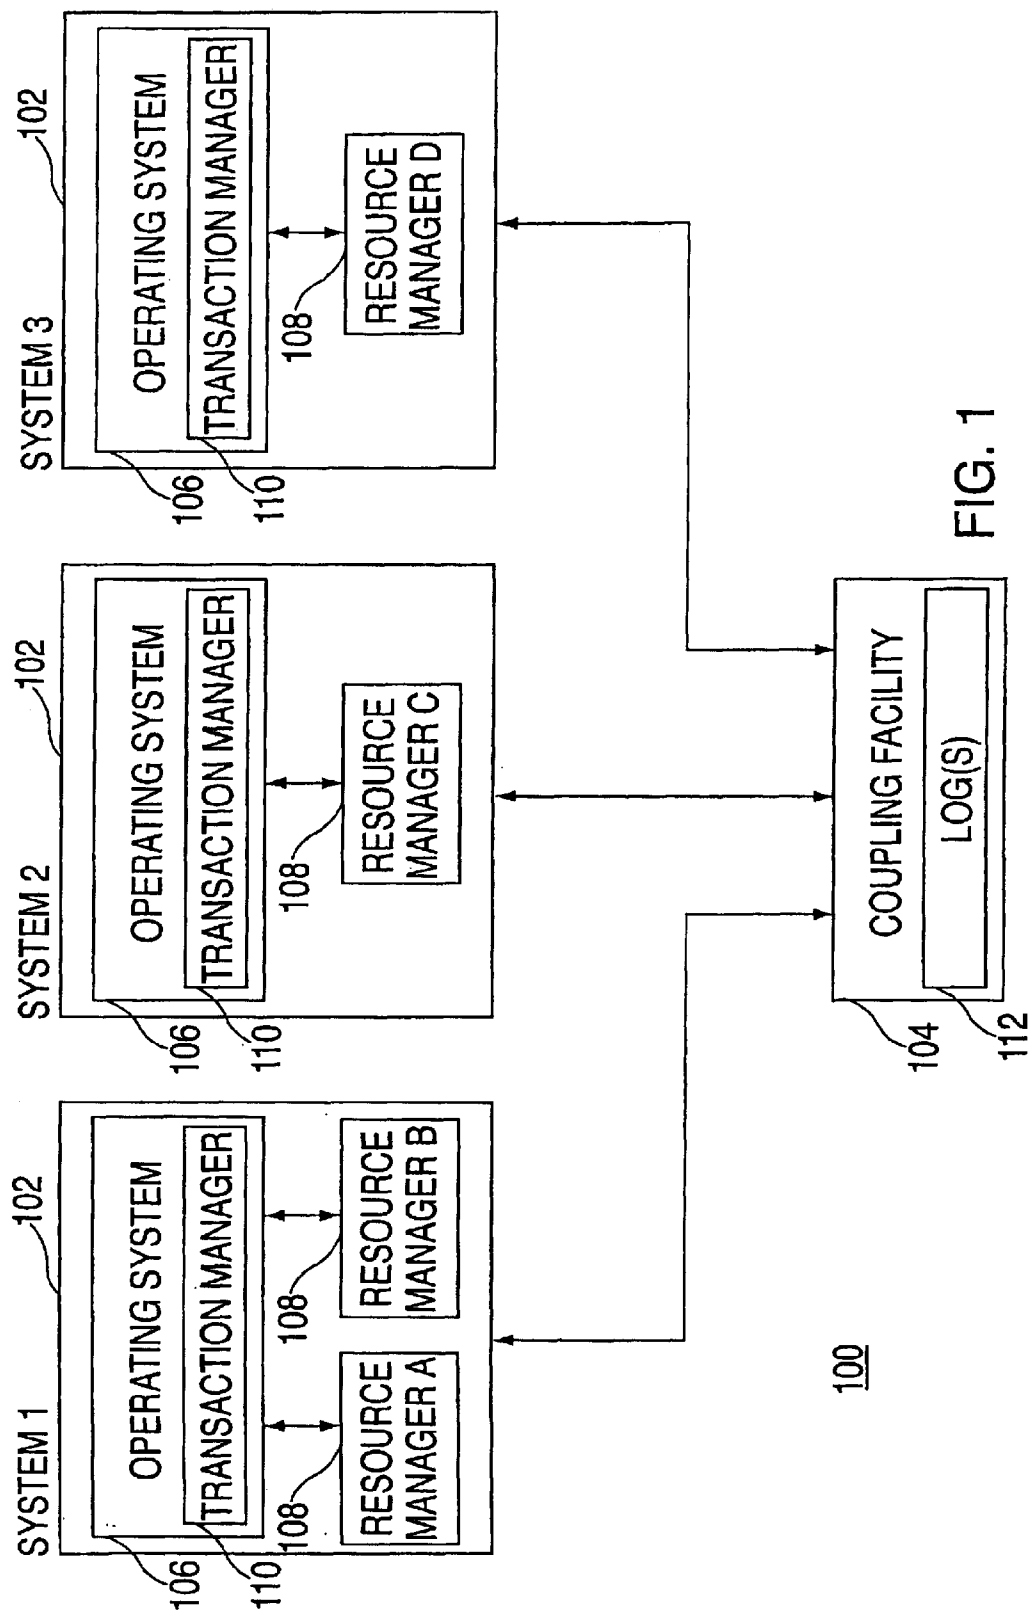 SYSTEM 1
102
OPERATING SYSTEM
TRANSACTION MANAGER
106
110
108
RESOURCE
MANAGER A
108
RESOURCE
MANAGER B
SYSTEM 2
102
OPERATING SYSTEM
TRANSACTION MANAGER
106
110
108
RESOURCE
MANAGER C
SYSTEM 3
102
OPERATING SYSTEM
TRANSACTION MANAGER
106
110
108
RESOURCE
MANAGER D
COUPLING FACILITY
LOG(S)
104
112
100
FIG. 1